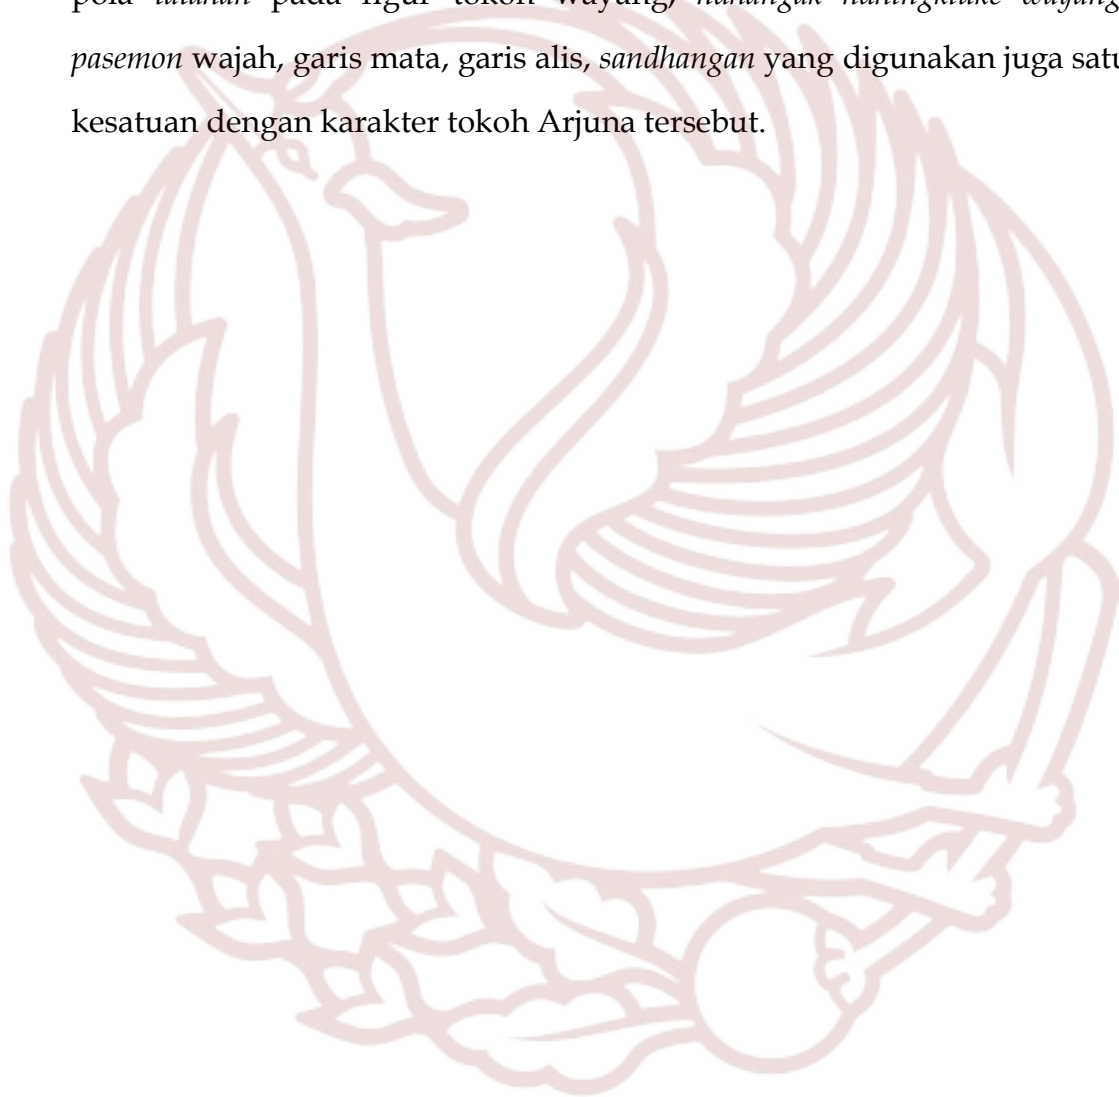 pola tatahan pada figur tokoh wayang,
pasemon wajah, garis mata, garis alis, sandhangan yang digunakan juga satu
kesatuan dengan karakter tokoh Arjuna tersebut.